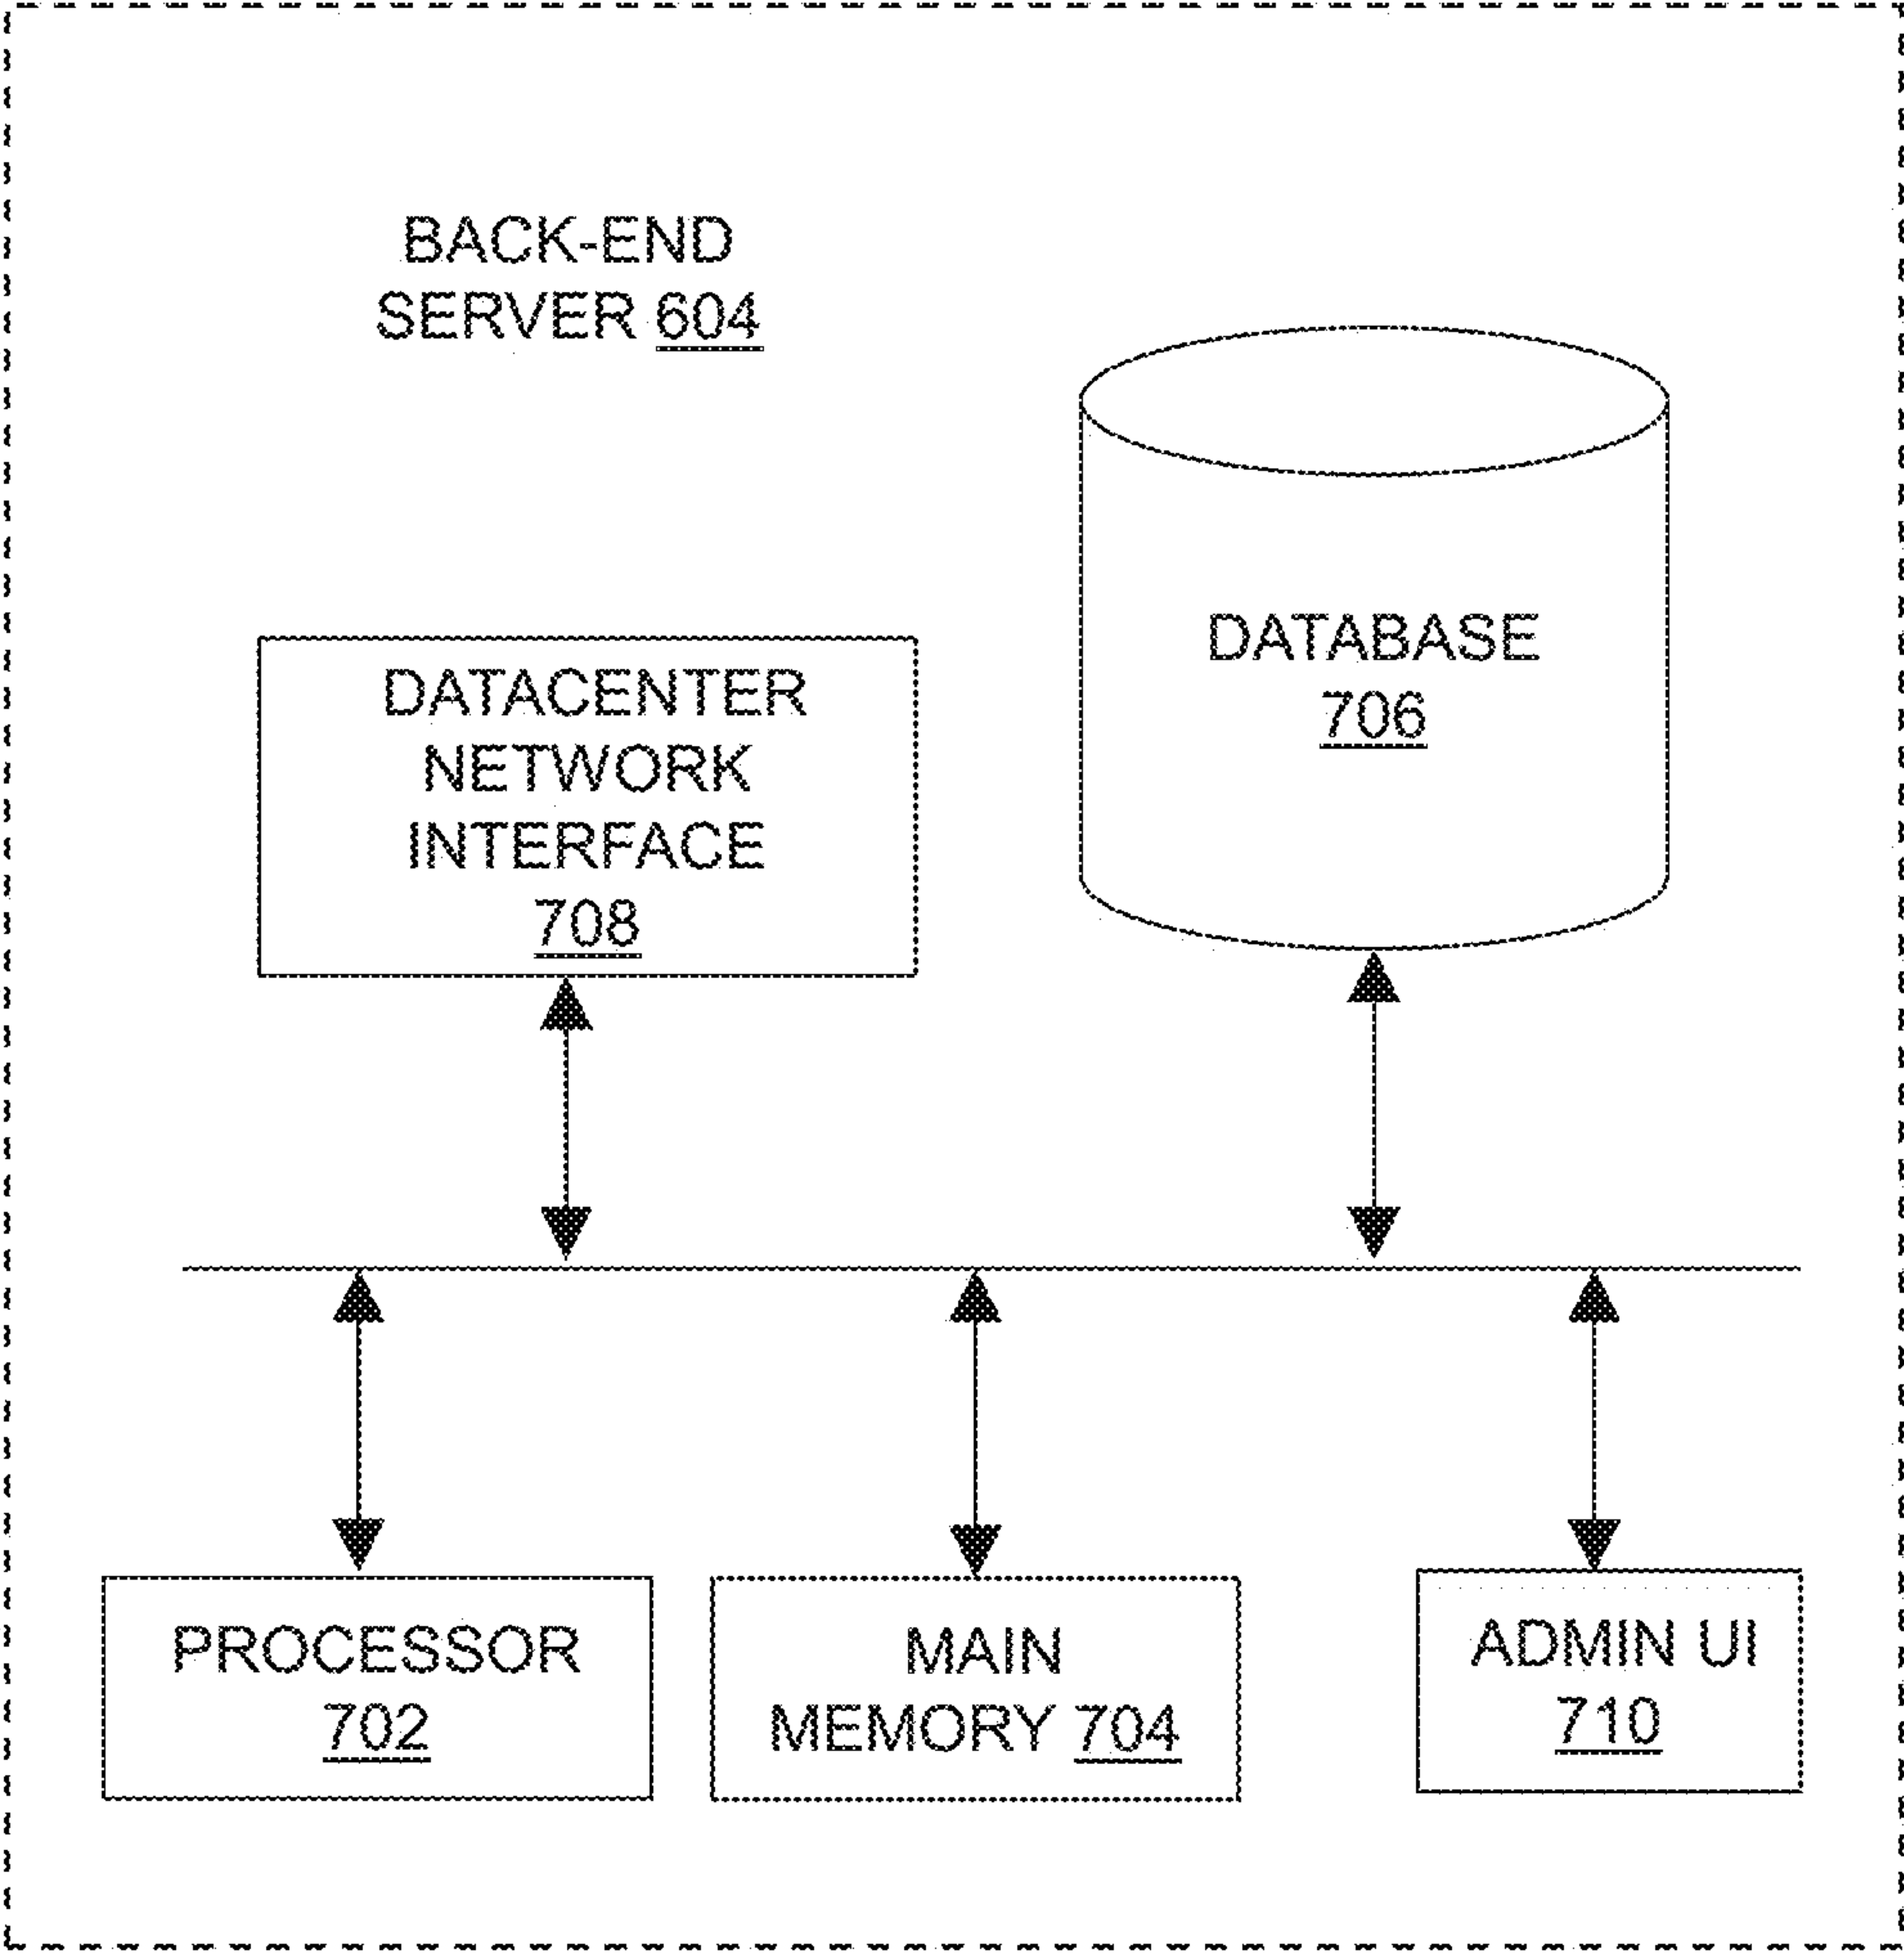 BACK-END
SERVER 604
DATACENTER
NETWORK
INTERFACE
708
DATABASE
706
PROCESSOR
702
MAIN
MEMORY 704
ADMIN UI
710